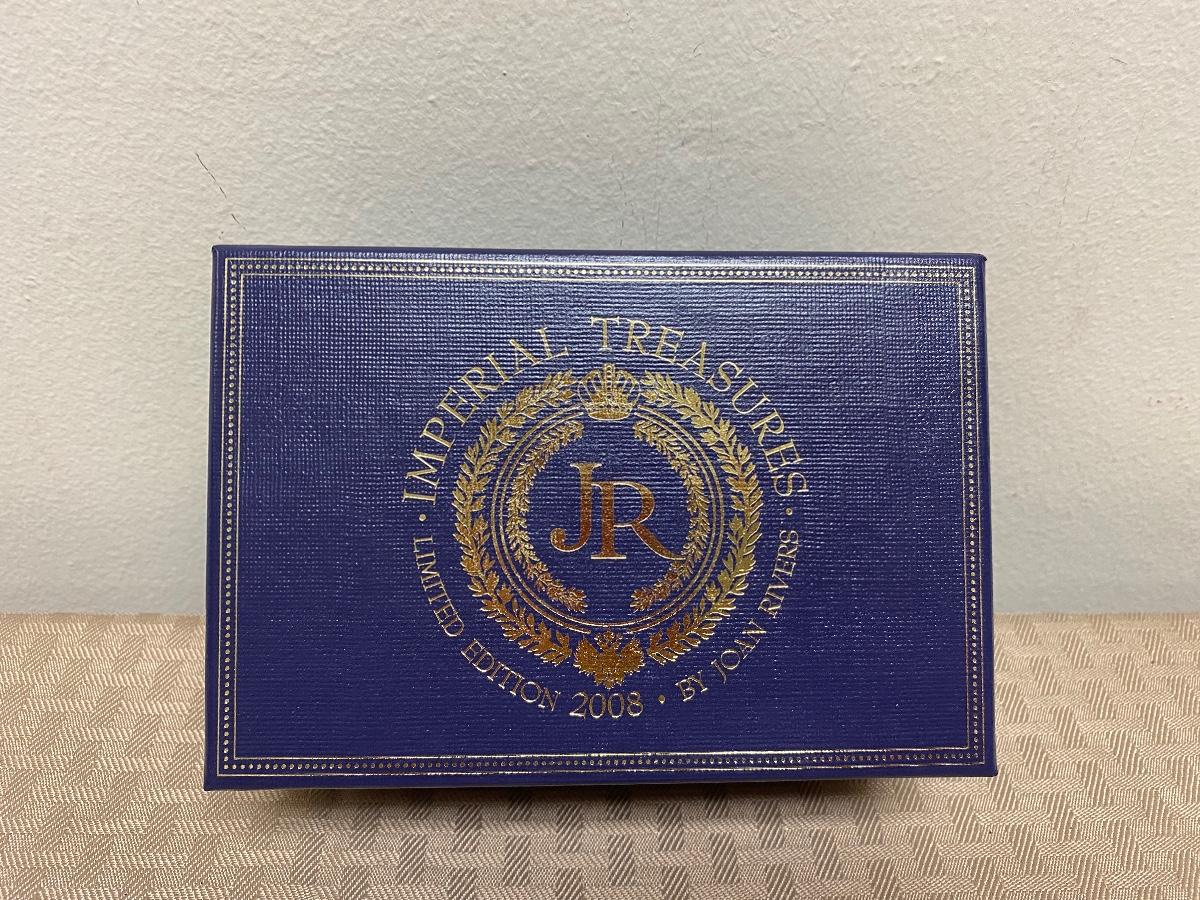 IMPERIAL TREASURES
JR
· LIMITED EDITION 2008 · BY JOAN RIVERS ·